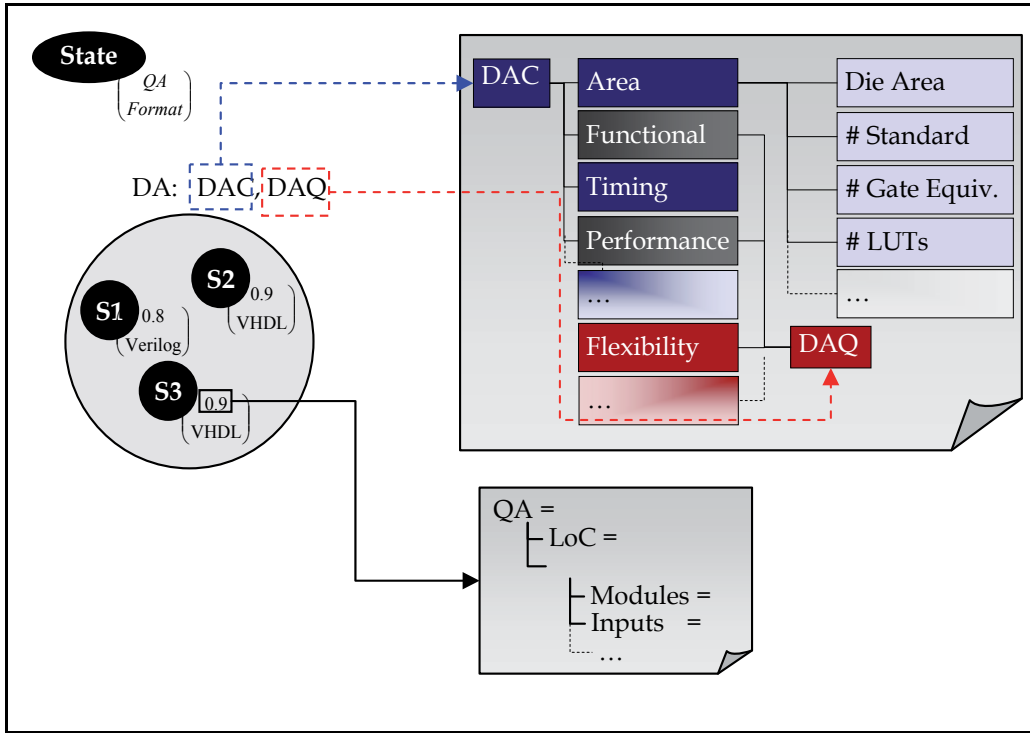 State
QA
Format
DA: DAC, DAQ
S1
0.8
Verilog
S2
0.9
VHDL
S3
0.9
VHDL
DAC
Area
Functional
Timing
Performance
...
Flexibility
...
Die Area
# Standard
# Gate Equiv.
# LUTs
...
DAQ
QA =
LoC =
Modules =
Inputs =
...